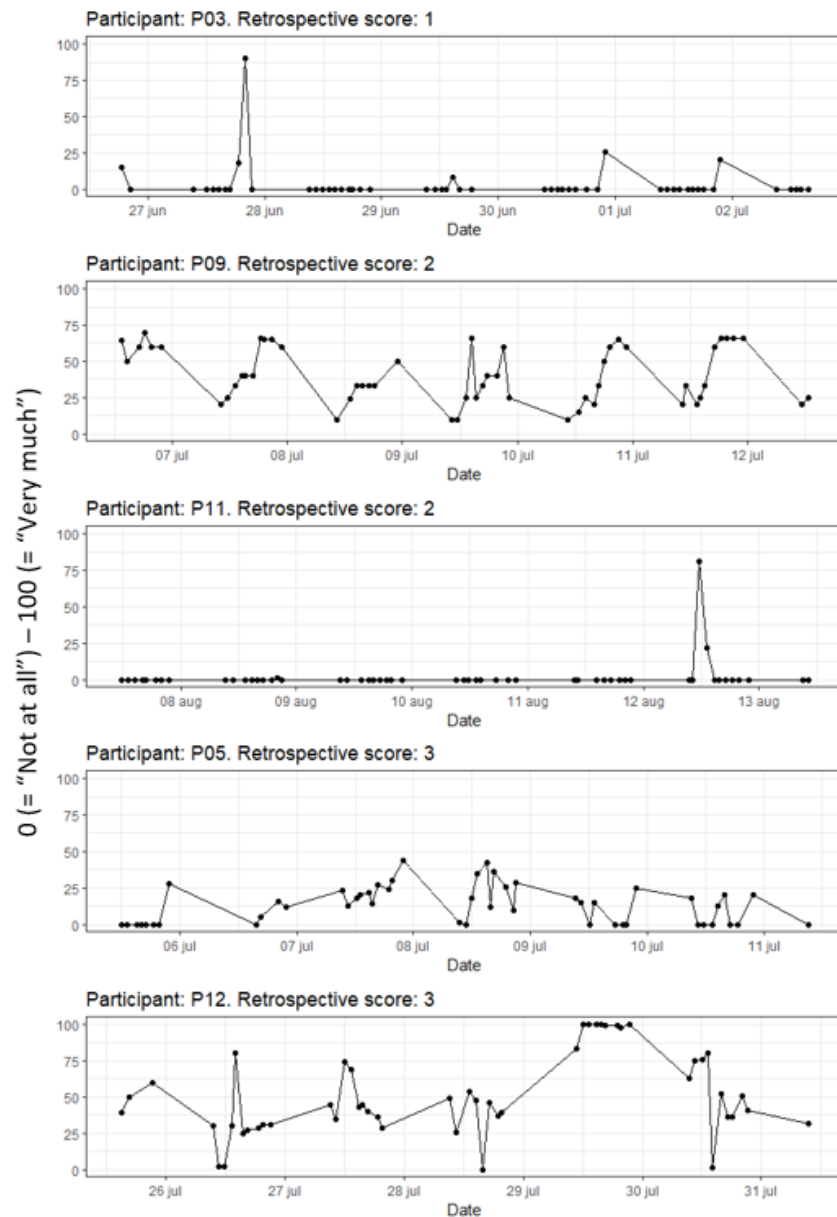 0 (= “Not at all”) – 100 (= “Very much”)
Participant: P03. Retrospective score: 1
100
75
50
25
0
27 jun 28 jun 29 jun 30 jun 01 jul 02 jul
Date
Participant: P09. Retrospective score: 2
100
75
50
25
0
07 jul 08 jul 09 jul 10 jul 11 jul 12 jul
Date
Participant: P11. Retrospective score: 2
100
75
50
25
0
08 aug 09 aug 10 aug 11 aug 12 aug 13 aug
Date
Participant: P05. Retrospective score: 3
100
75
50
25
0
06 jul 07 jul 08 jul 09 jul 10 jul 11 jul
Date
Participant: P12. Retrospective score: 3
100
75
50
25
0
26 jul 27 jul 28 jul 29 jul 30 jul 31 jul
Date